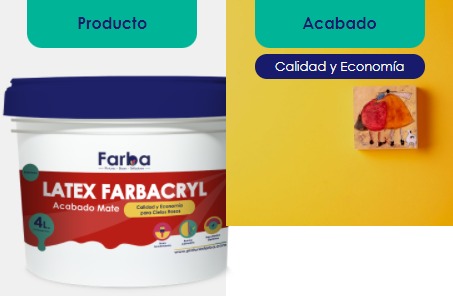 Producto
Acabado
Calidad y Economía
Farba
LATEX FARBACRYL
Acabado Mate
Calidad y Economía
para Cielos Rasos
4L